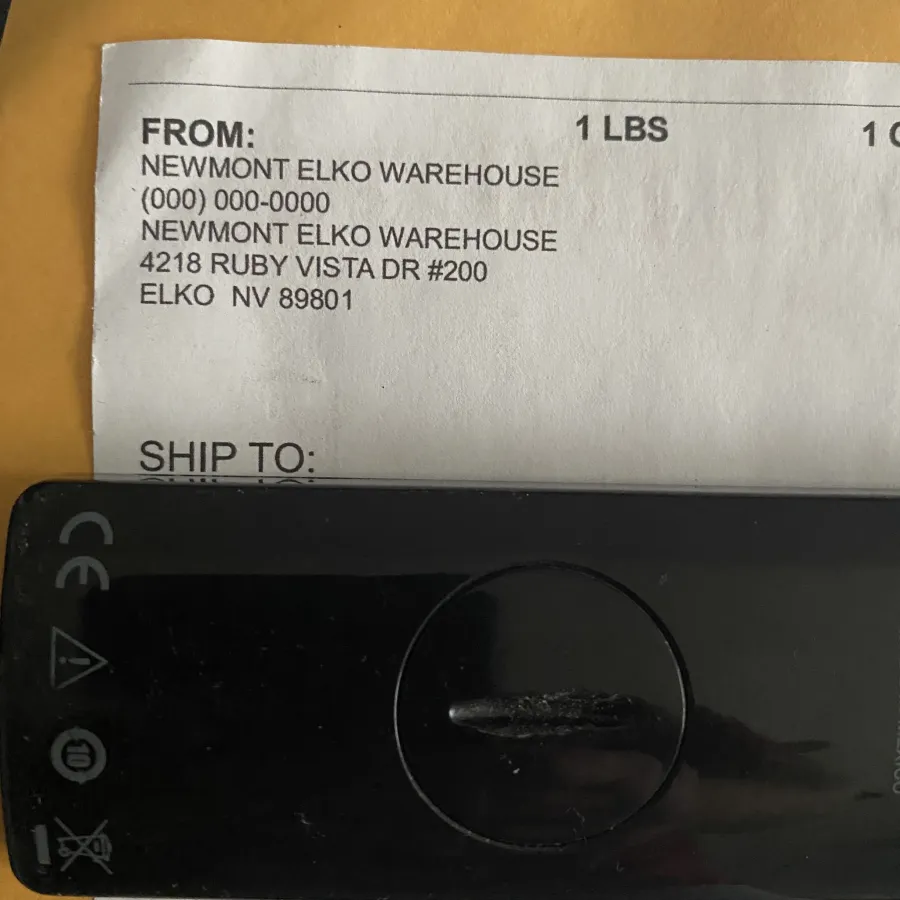 FROM:
1 LBS
NEWMONT ELKO WAREHOUSE
(000) 000-0000
NEWMONT ELKO WAREHOUSE
4218 RUBY VISTA DR #200
ELKO NV 89801
SHIP TO:
CE
10